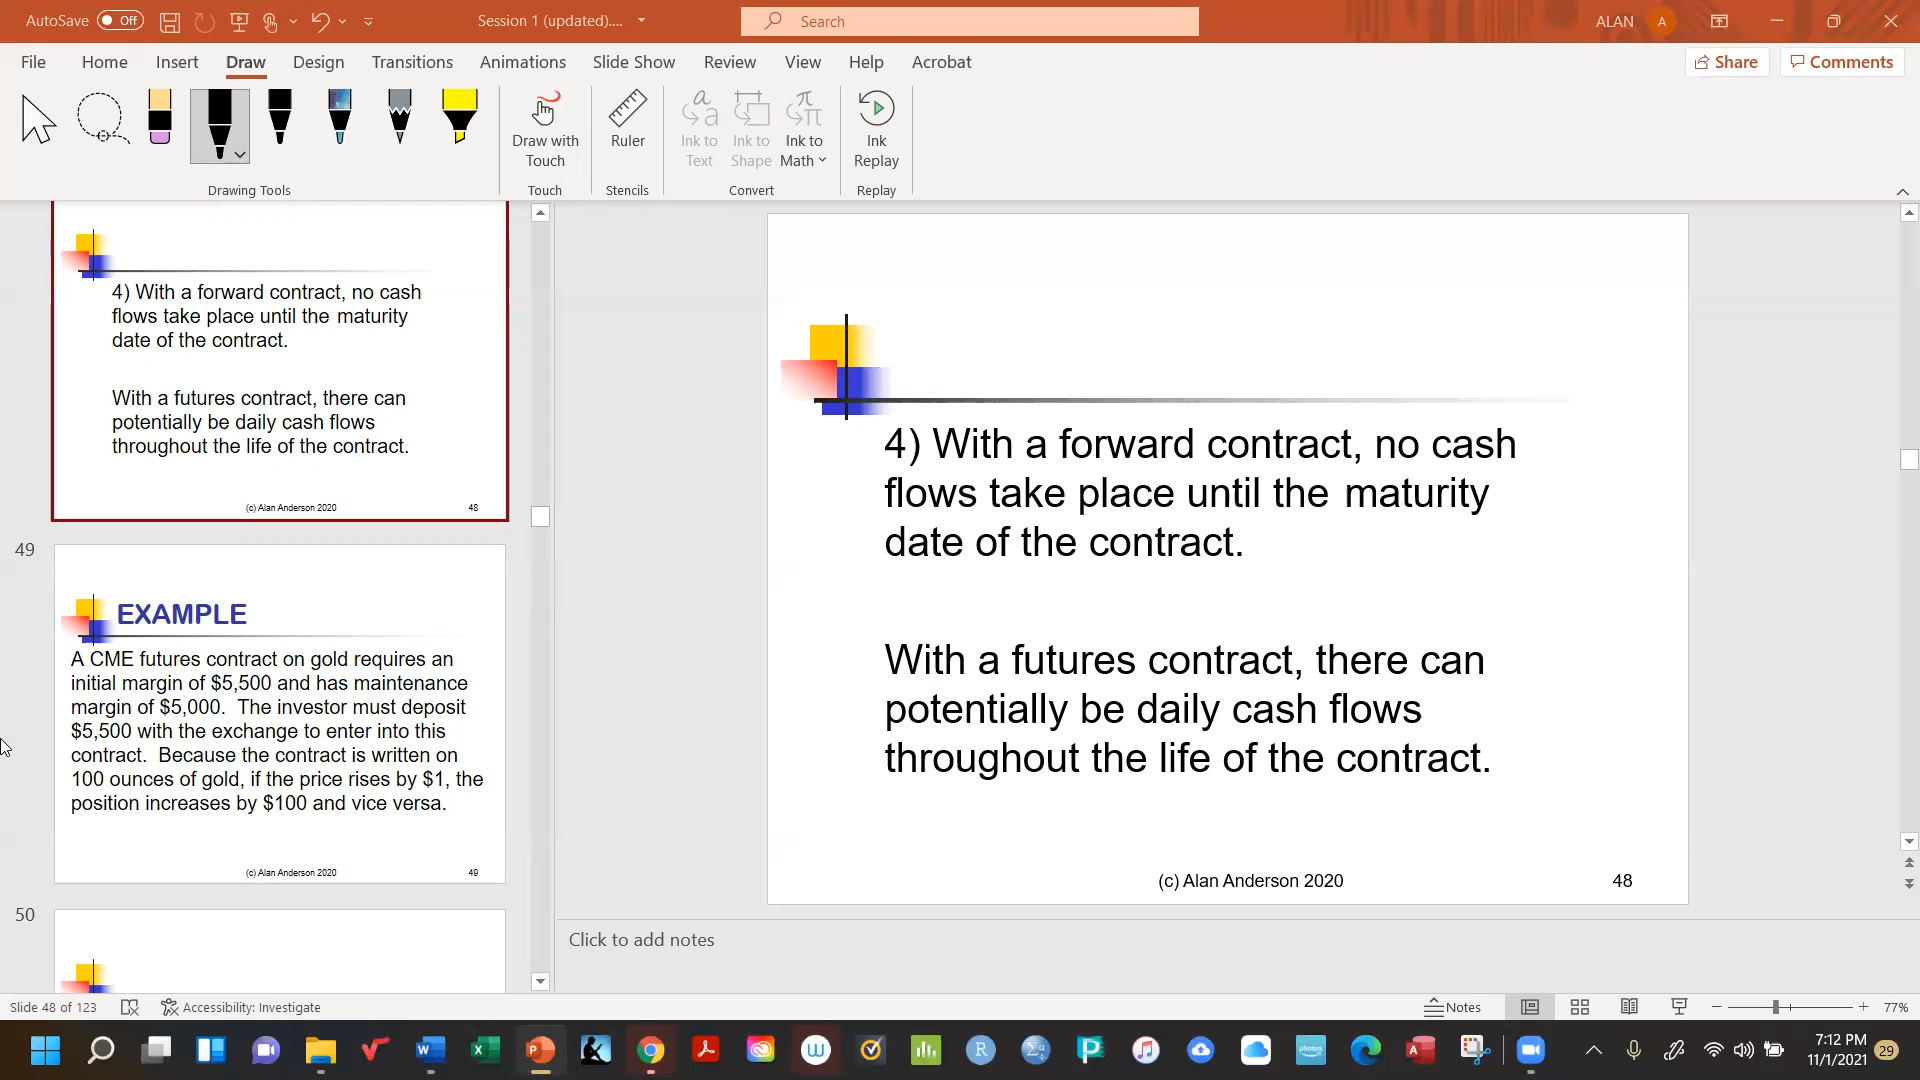 AutoSave Off
Session 1 (updated)....
Search
ALAN A
File Home Insert Draw Design Transitions Animations Slide Show Review View Help Acrobat
Share Comments
Draw with Touch
Ruler
Ink to Text
Ink to Shape
Ink to Math
Ink Replay
Drawing Tools Touch Stencils Convert Replay
4) With a forward contract, no cash
flows take place until the maturity
date of the contract.
With a futures contract, there can
potentially be daily cash flows
throughout the life of the contract.
(c) Alan Anderson 2020 48
49
EXAMPLE
A CME futures contract on gold requires an
initial margin of $5,500 and has maintenance
margin of $5,000. The investor must deposit
$5,500 with the exchange to enter into this
contract. Because the contract is written on
100 ounces of gold, if the price rises by $1, the
position increases by $100 and vice versa.
(c) Alan Anderson 2020 49
50
4) With a forward contract, no cash
flows take place until the maturity
date of the contract.
With a futures contract, there can
potentially be daily cash flows
throughout the life of the contract.
(c) Alan Anderson 2020 48
Click to add notes
Slide 48 of 123 Accessibility: Investigate Notes 77%
7:12 PM
11/1/2021 29